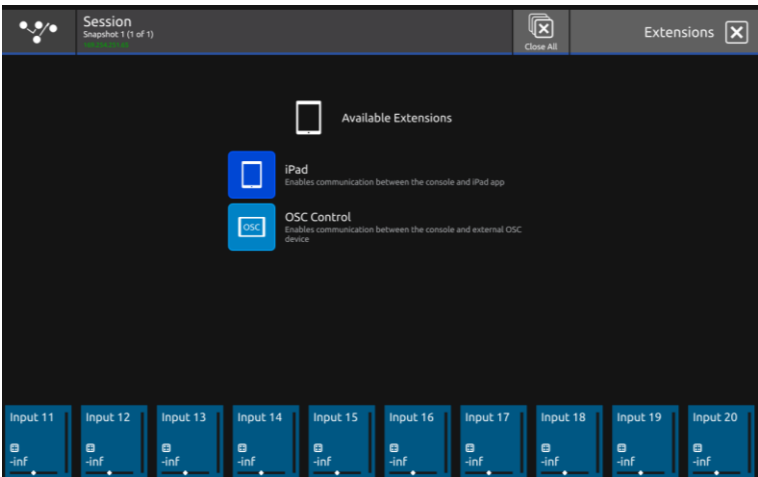 Session
Snapshot 1 (1 of 1)
Close All
Extensions
Available Extensions
iPad
Enables communication between the console and iPad app
OSC
OSC Control
Enables communication between the console and external OSC
device
Input 11
Input 12
Input 13
Input 14
Input 15
Input 16
Input 17
Input 18
Input 19
Input 20
-inf
-inf
-inf
-inf
-inf
-inf
-inf
-inf
-inf
-inf